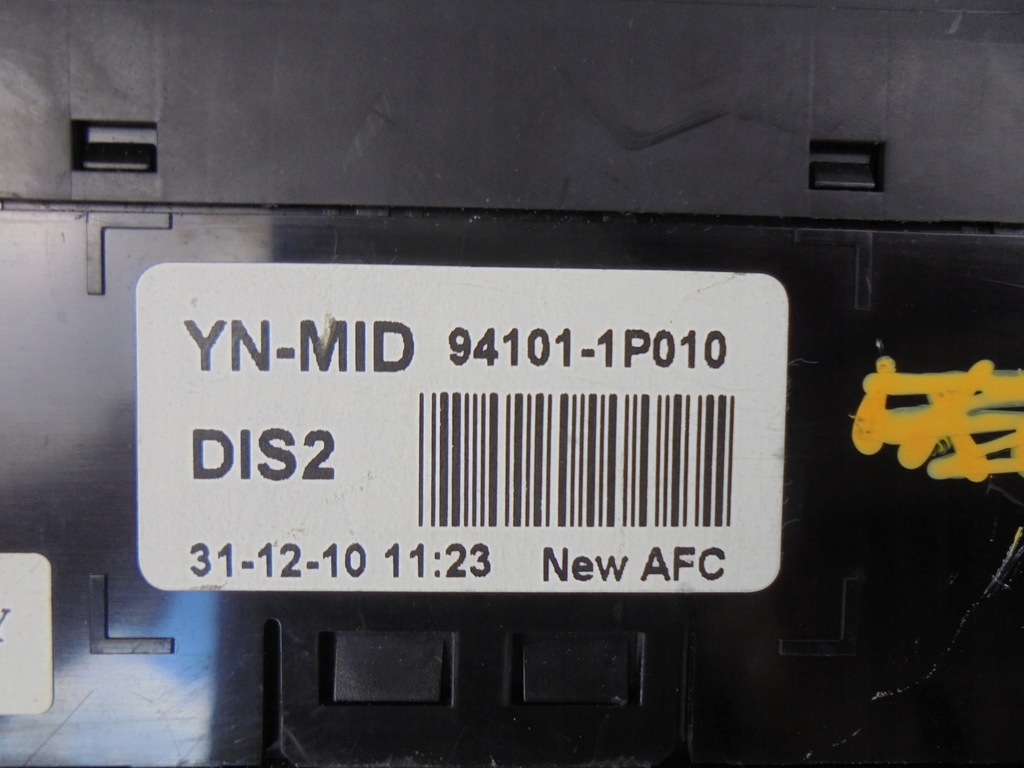 YN-MID 94101-1P010
DIS2
31-12-10 11:23 New AFC